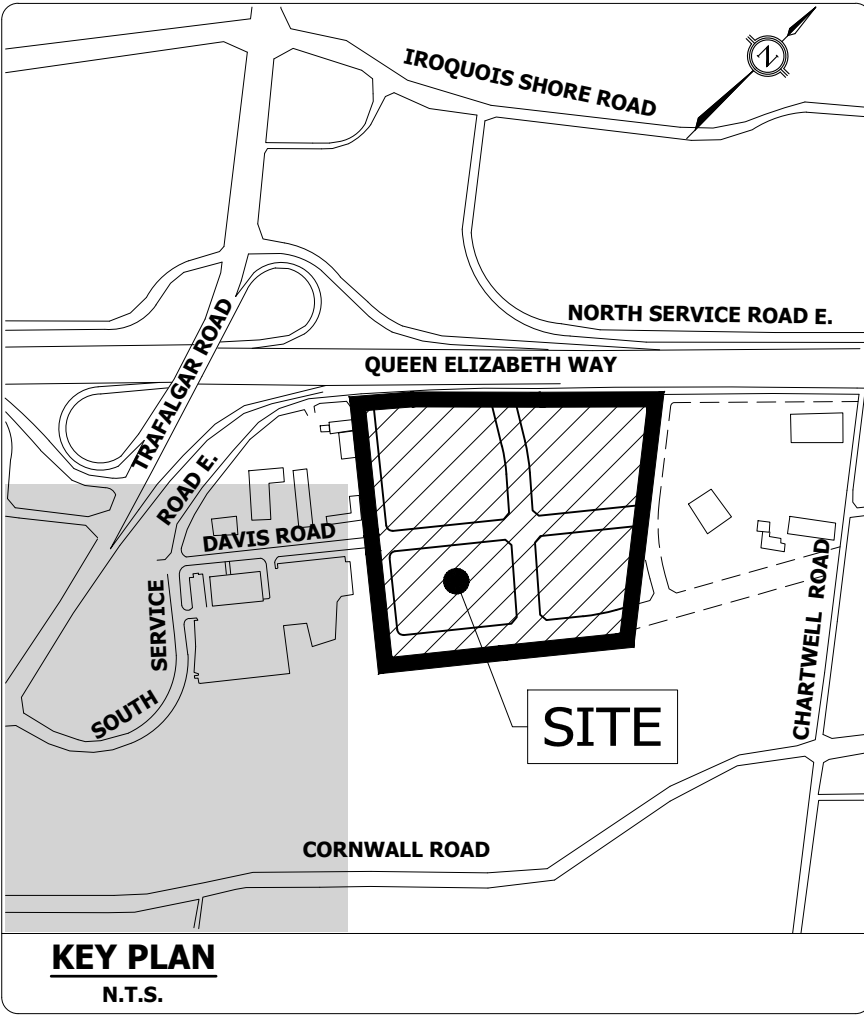 IROQUOIS SHORE ROAD
N
NORTH SERVICE ROAD E.
QUEEN ELIZABETH WAY
TRAFALGAR ROAD
SOUTH SERVICE ROAD E.
DAVIS ROAD
CHARTWELL ROAD
SITE
CORNWALL ROAD
KEY PLAN
N.T.S.